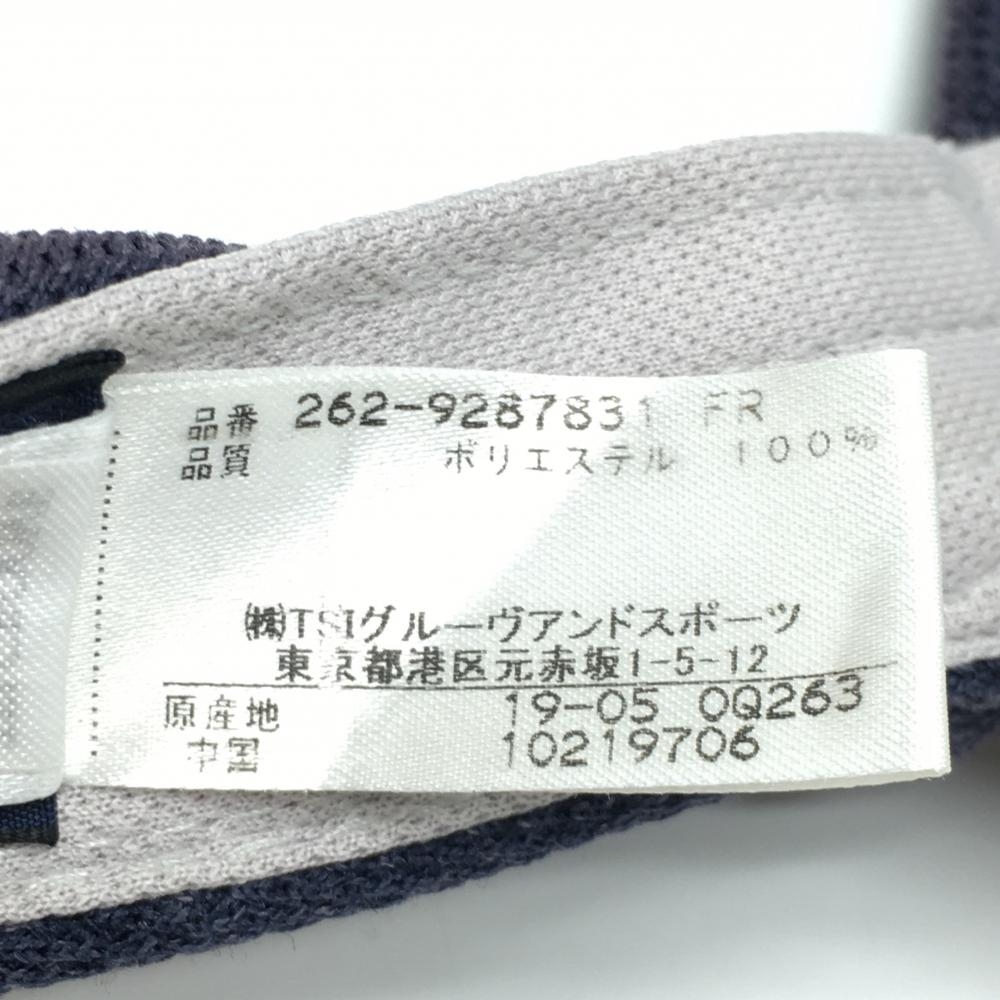 品番 262-9287831 FR
品質 ポリエステル 100%
㈱TSIグルーヴアンドスポーツ
東京都港区元赤坂1-5-12
原産地 19-05 0Q263
中国 10219706